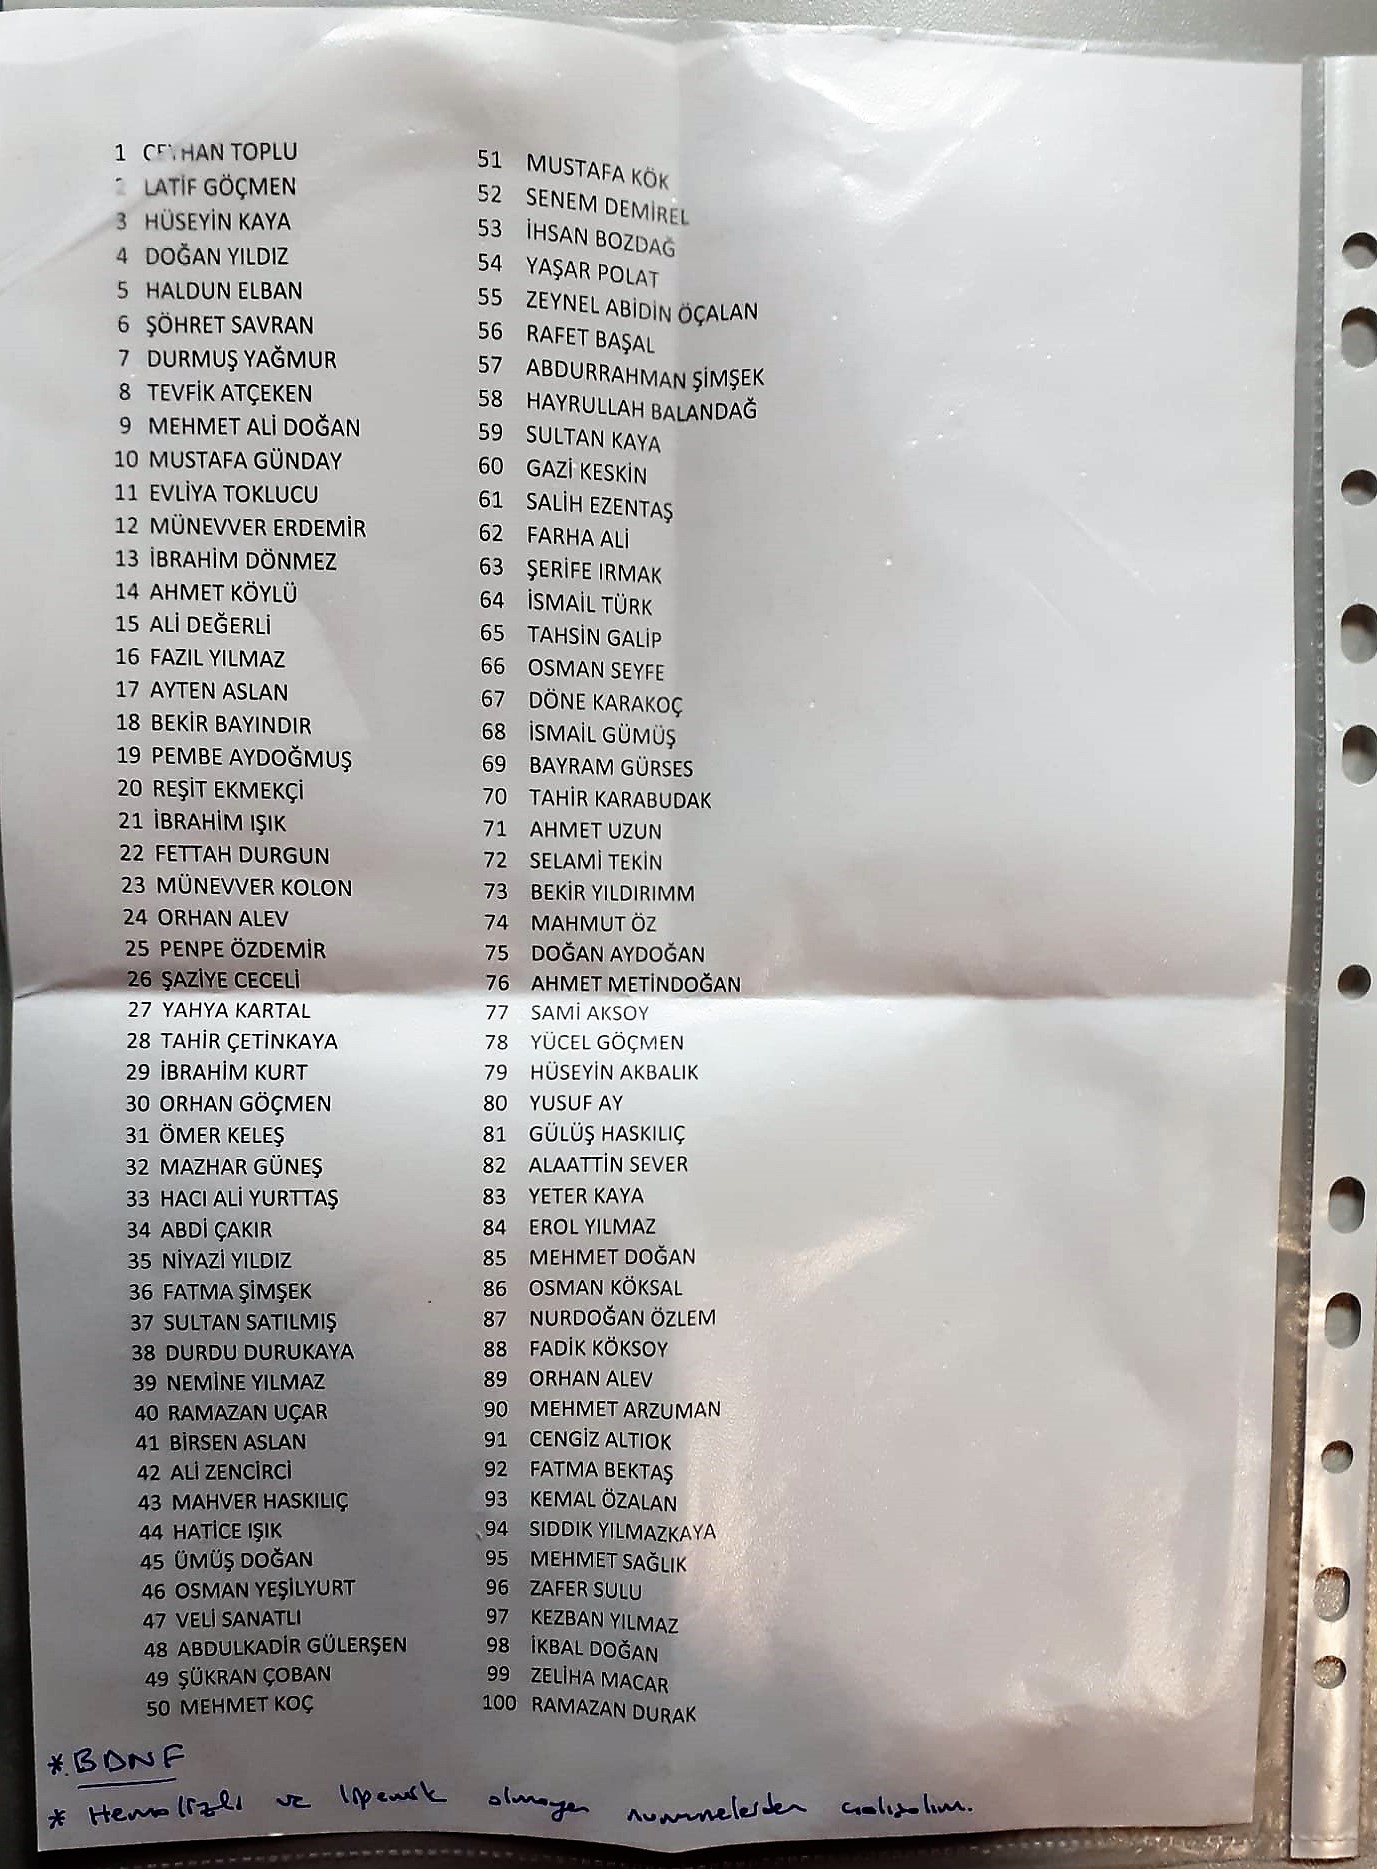 1 CEYHAN TOPLU
2 LATİF GÖÇMEN
3 HÜSEYİN KAYA
4 DOĞAN YILDIZ
5 HALDUN ELBAN
6 ŞÖHRET SAVRAN
7 DURMUŞ YAĞMUR
8 TEVFİK ATÇEKEN
9 MEHMET ALİ DOĞAN
10 MUSTAFA GÜNDAY
11 EVLİYA TOKLUCU
12 MÜNEVVER ERDEMİR
13 İBRAHİM DÖNMEZ
14 AHMET KÖYLÜ
15 ALİ DEĞERLİ
16 FAZIL YILMAZ
17 AYTEN ASLAN
18 BEKİR BAYINDIR
19 PEMBE AYDOĞMUŞ
20 REŞİT EKMEKÇİ
21 İBRAHİM IŞIK
22 FETTAH DURGUN
23 MÜNEVVER KOLON
24 ORHAN ALEV
25 PENPE ÖZDEMİR
26 ŞAZİYE CECELİ
27 YAHYA KARTAL
28 TAHİR ÇETİNKAYA
29 İBRAHİM KURT
30 ORHAN GÖÇMEN
31 ÖMER KELEŞ
32 MAZHAR GÜNEŞ
33 HACI ALİ YURTTAŞ
34 ABDİ ÇAKIR
35 NİYAZİ YILDIZ
36 FATMA ŞİMŞEK
37 SULTAN SATILMIŞ
38 DURDU DURUKAYA
39 NEMİNE YILMAZ
40 RAMAZAN UÇAR
41 BİRSEN ASLAN
42 ALİ ZENCİRCİ
43 MAHVER HASKILIÇ
44 HATİCE IŞIK
45 ÜMÜŞ DOĞAN
46 OSMAN YEŞİLYURT
47 VELİ SANATLI
48 ABDULKADİR GÜLERŞEN
49 ŞÜKRAN ÇOBAN
50 MEHMET KOÇ
51 MUSTAFA KÖK
52 SENEM DEMİREL
53 İHSAN BOZDAĞ
54 YAŞAR POLAT
55 ZEYNEL ABİDİN ÖÇALAN
56 RAFET BAŞAL
57 ABDURRAHMAN ŞİMŞEK
58 HAYRULLAH BALANDAĞ
59 SULTAN KAYA
60 GAZİ KESKİN
61 SALİH EZENTAŞ
62 FARHA ALİ
63 ŞERİFE IRMAK
64 İSMAİL TÜRK
65 TAHSİN GALİP
66 OSMAN SEYFE
67 DÖNE KARAKOÇ
68 İSMAİL GÜMÜŞ
69 BAYRAM GÜRSES
70 TAHİR KARABUDAK
71 AHMET UZUN
72 SELAMİ TEKİN
73 BEKİR YILDIRIMM
74 MAHMUT ÖZ
75 DOĞAN AYDOĞAN
76 AHMET METİNDOĞAN
77 SAMİ AKSOY
78 YÜCEL GÖÇMEN
79 HÜSEYİN AKBALIK
80 YUSUF AY
81 GÜLÜŞ HASKILIÇ
82 ALAATTİN SEVER
83 YETER KAYA
84 EROL YILMAZ
85 MEHMET DOĞAN
86 OSMAN KÖKSAL
87 NURDOĞAN ÖZLEM
88 FADİK KÖKSOY
89 ORHAN ALEV
90 MEHMET ARZUMAN
91 CENGİZ ALTIOK
92 FATMA BEKTAŞ
93 KEMAL ÖZALAN
94 SIDDIK YILMAZKAYA
95 MEHMET SAĞLIK
96 ZAFER SULU
97 KEZBAN YILMAZ
98 İKBAL DOĞAN
99 ZELİHA MACAR
100 RAMAZAN DURAK
* BDNF
* Hemolizli ve lipemik olmayan numunelerden çalışalım.